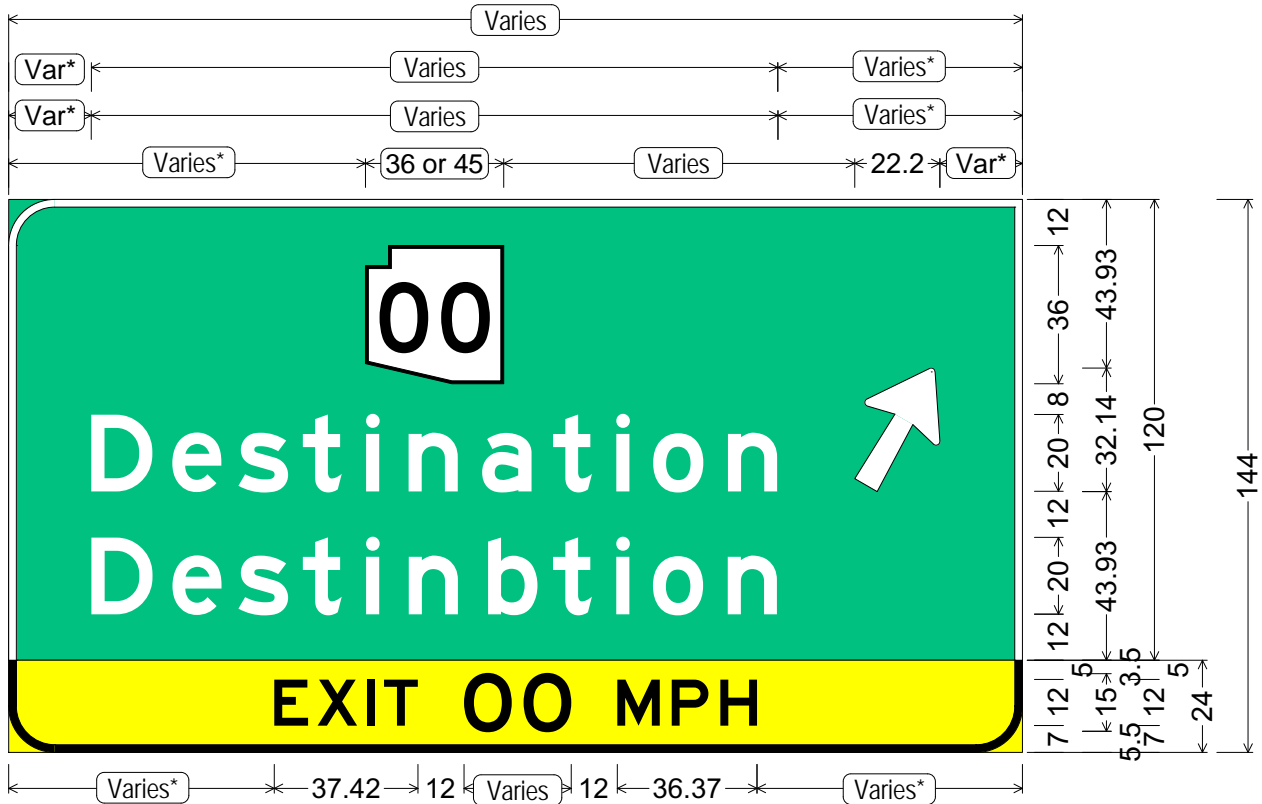 Varies
Var* Varies Varies*
Var* Varies Varies*
Varies* 36 or 45 Varies 22.2 Var*
00
Destination
Destinbtion
EXIT 00 MPH
12 36 8 20 12 20 12 5 12 7
43.93 32.14 43.93 15
3.5 12 5.5
120
5 12 7
24
144
Varies* 37.42 12 Varies 12 36.37 Varies*